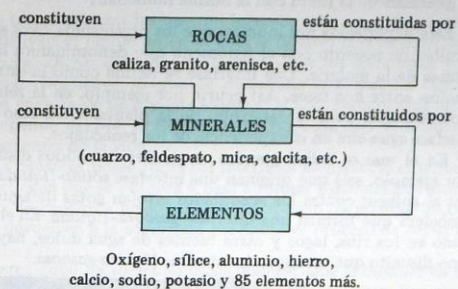 constituyen
están constituidas por
ROCAS
caliza, granito, arenisca, etc.
constituyen
están constituidos por
MINERALES
(cuarzo, feldespato, mica, calcita, etc.)
ELEMENTOS
Oxígeno, sílice, aluminio, hierro,
calcio, sodio, potasio y 85 elementos más.